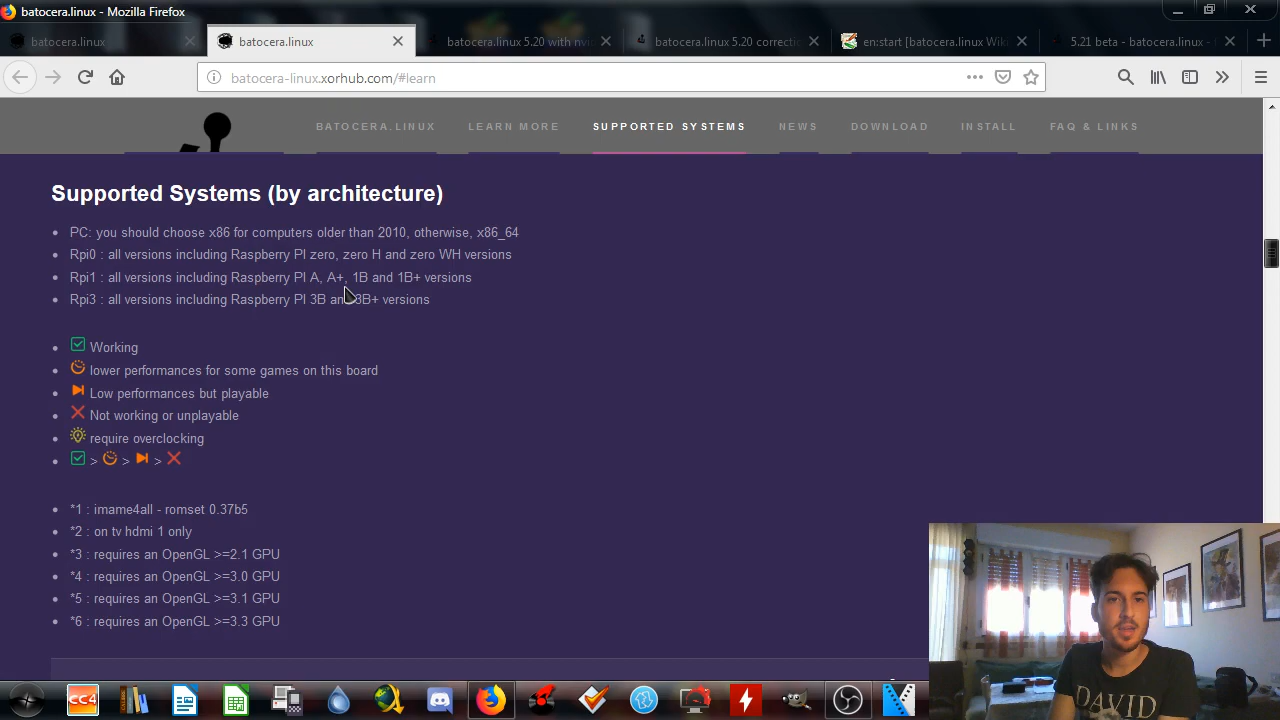 batocera.linux - Mozilla Firefox
batocera.linux
batocera.linux
batocera.linux 5.20 with nvi
batocera.linux 5.20 correctio
en:start [batocera.linux Wiki
5.21 beta - batocera.linux -
batocera-linux.xorhub.com/#learn
BATOCERA.LINUX
LEARN MORE
SUPPORTED SYSTEMS
NEWS
DOWNLOAD
INSTALL
FAQ & LINKS
Supported Systems (by architecture)
PC: you should choose x86 for computers older than 2010, otherwise, x86_64
Rpi0 : all versions including Raspberry PI zero, zero H and zero WH versions
Rpi1 : all versions including Raspberry PI A, A+, 1B and 1B+ versions
Rpi3 : all versions including Raspberry PI 3B and 3B+ versions
Working
lower performances for some games on this board
Low performances but playable
Not working or unplayable
require overclocking
> > >
*1 : imame4all - romset 0.37b5
*2 : on tv hdmi 1 only
*3 : requires an OpenGL >=2.1 GPU
*4 : requires an OpenGL >=3.0 GPU
*5 : requires an OpenGL >=3.1 GPU
*6 : requires an OpenGL >=3.3 GPU
CC4
DAVID